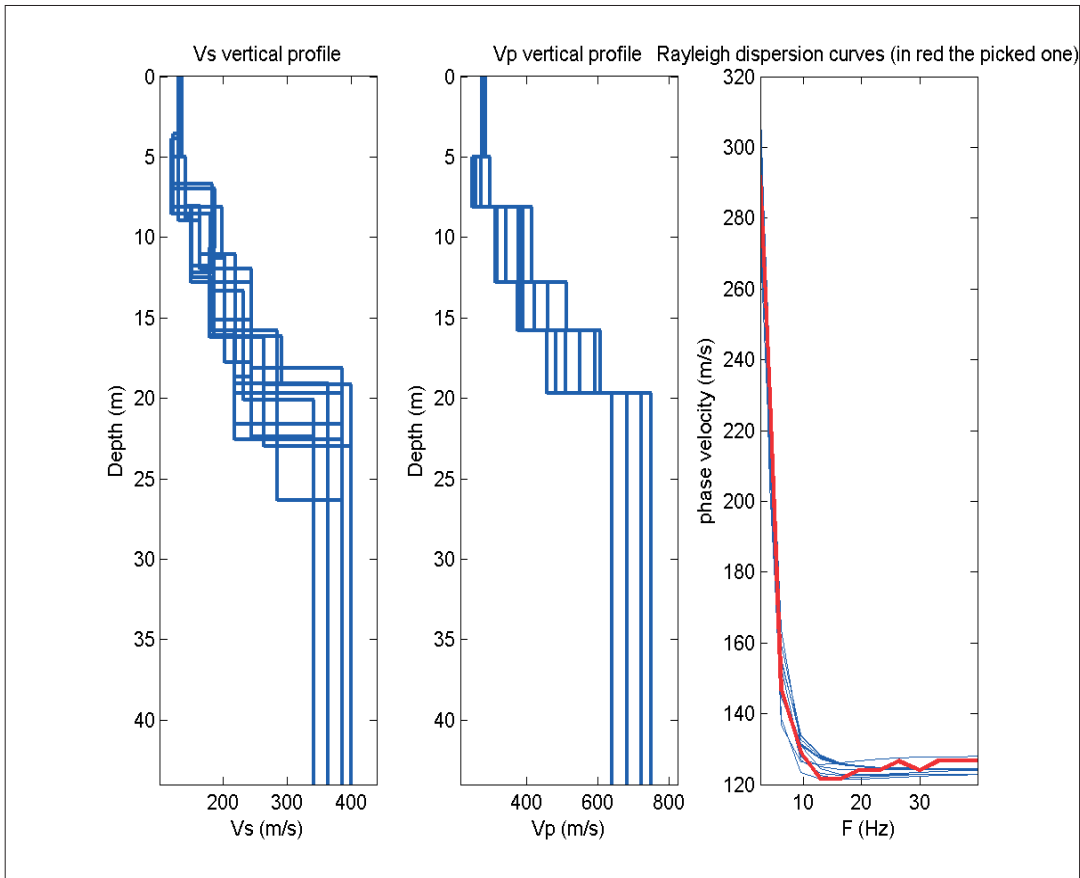 Vs vertical profile
0
5
10
15
20
25
30
35
40
Depth (m)
200 300 400
Vs (m/s)
Vp vertical profile
0
5
10
15
20
25
30
35
40
Depth (m)
400 600 800
Vp (m/s)
Rayleigh dispersion curves (in red the picked one)
320
300
280
260
240
220
200
180
160
140
120
phase velocity (m/s)
10 20 30
F (Hz)